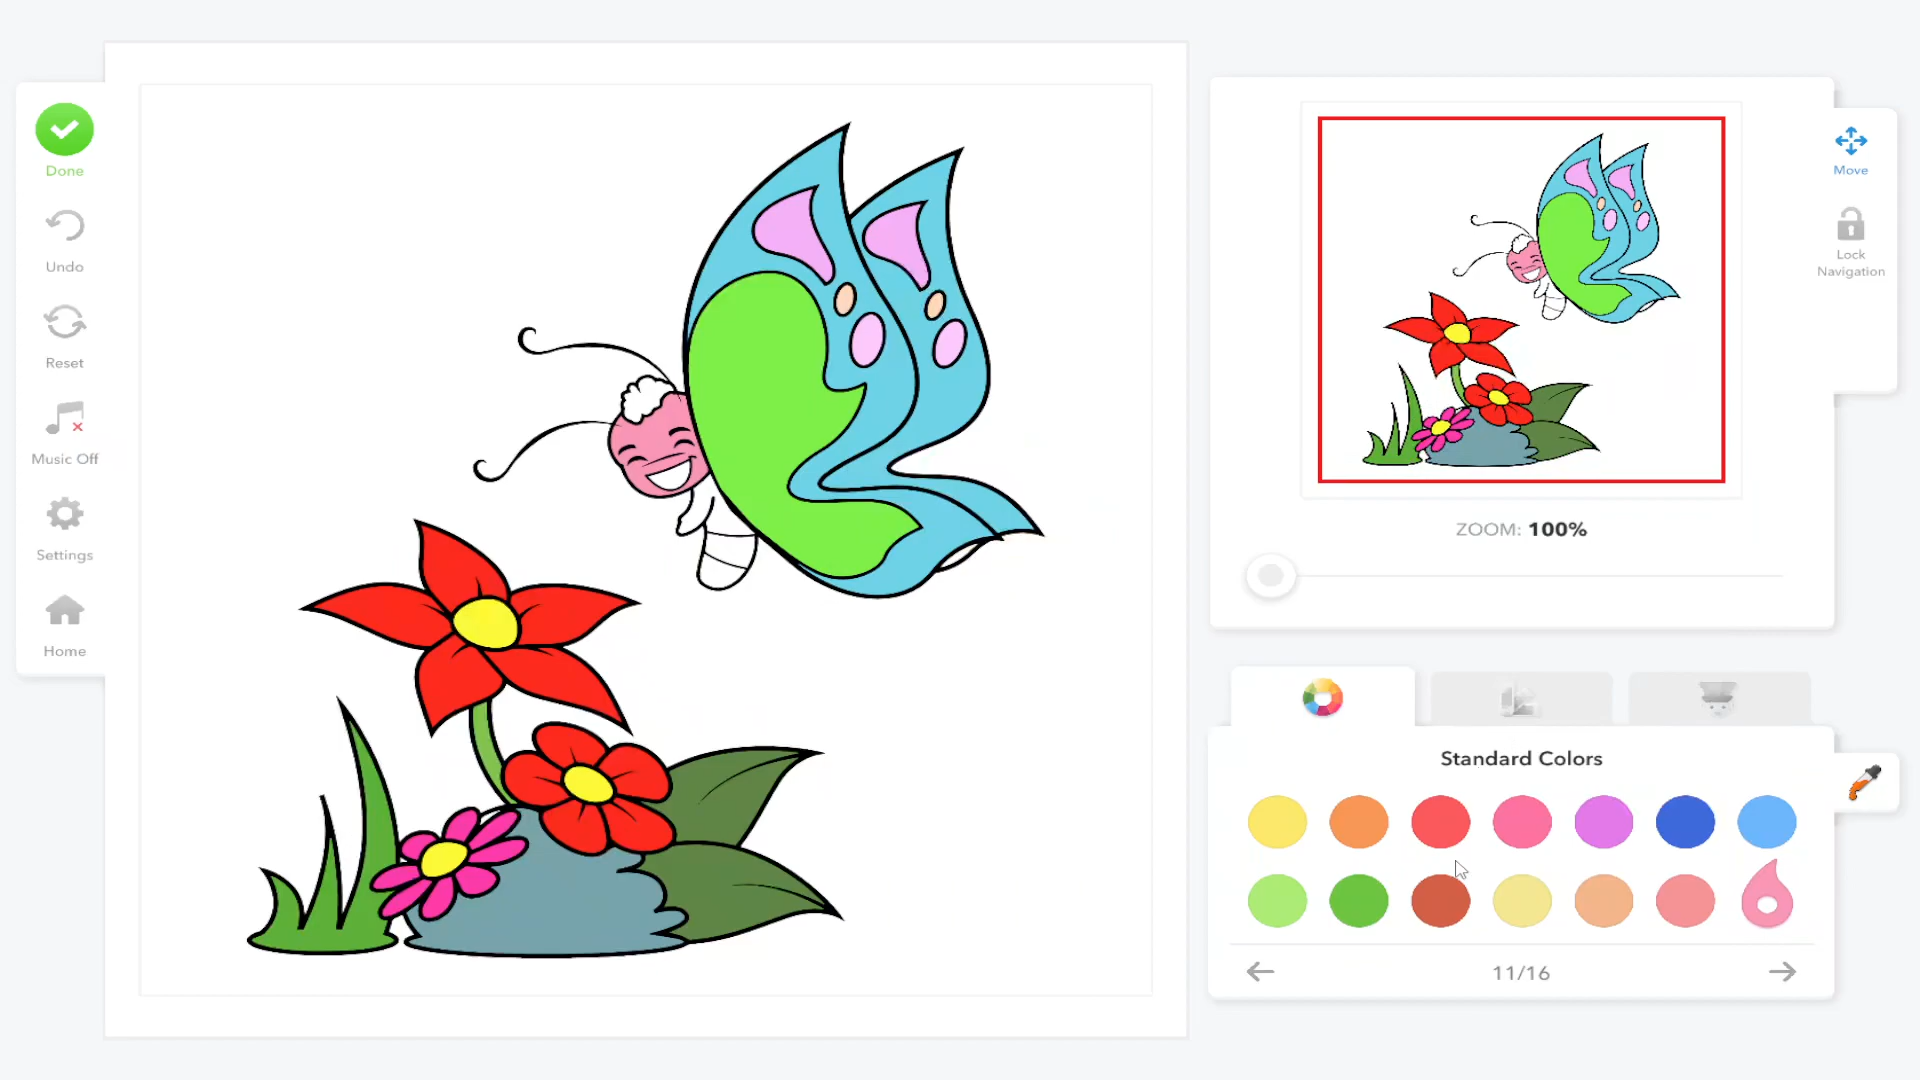 Done
Undo
Reset
Music Off
Settings
Home
Move
Lock
Navigation
ZOOM: 100%
Standard Colors
11/16